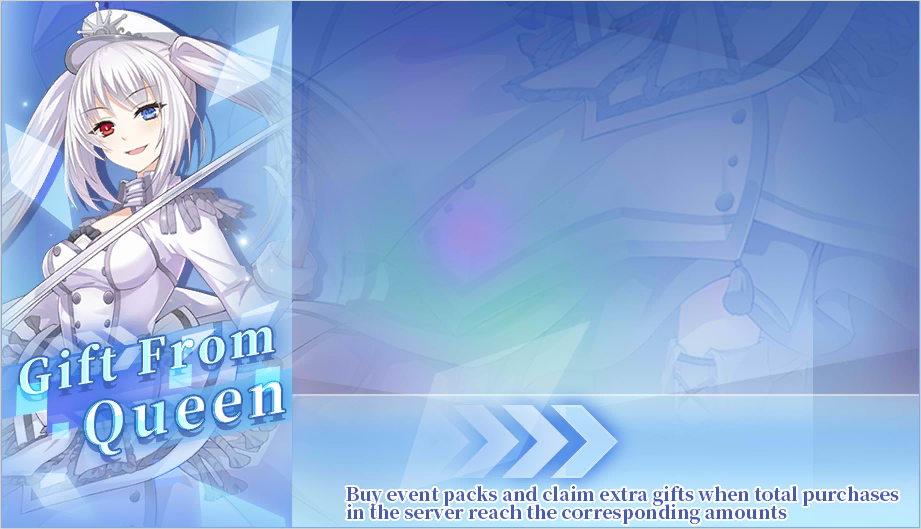 Gift From
Queen
Buy event packs and claim extra gifts when total purchases
in the server reach the corresponding amounts